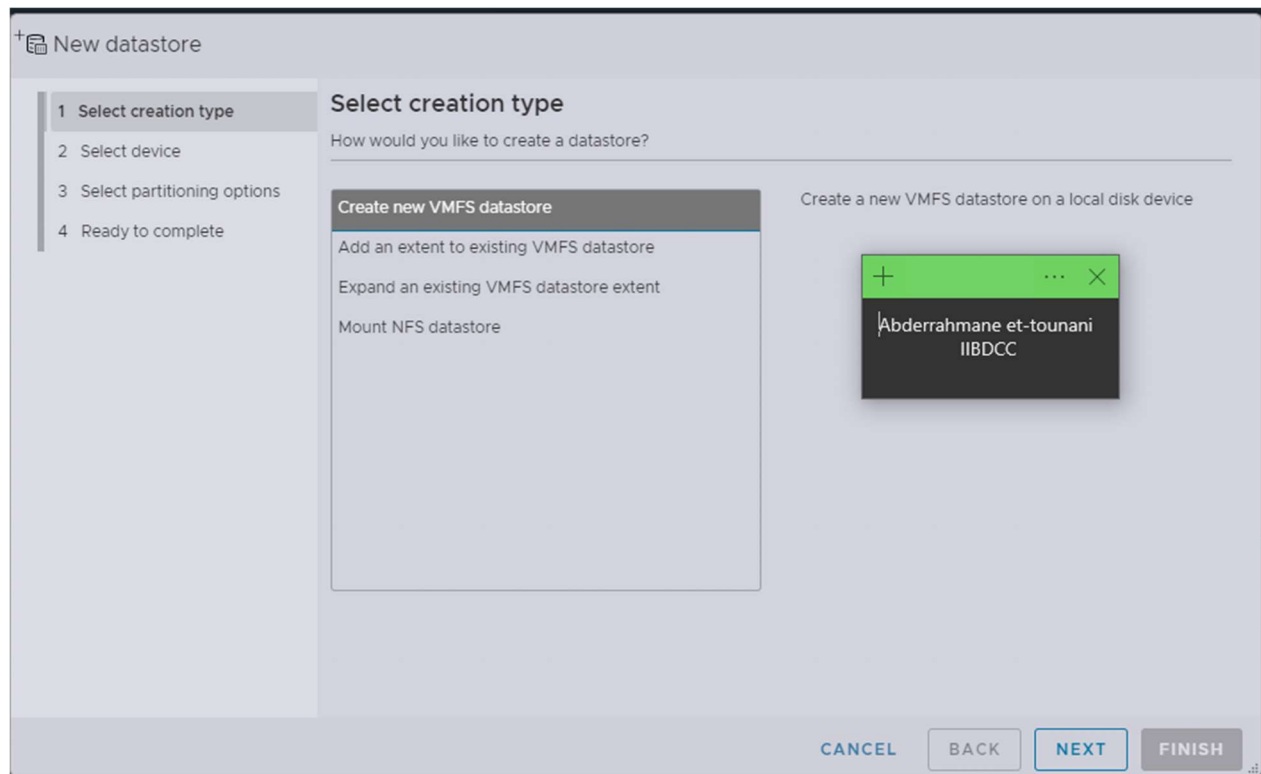 New datastore
1 Select creation type
2 Select device
3 Select partitioning options
4 Ready to complete
Select creation type
How would you like to create a datastore?
Create new VMFS datastore
Add an extent to existing VMFS datastore
Expand an existing VMFS datastore extent
Mount NFS datastore
Create a new VMFS datastore on a local disk device
Abderrahmane et-tounani
IIBDCC
CANCEL
BACK
NEXT
FINISH